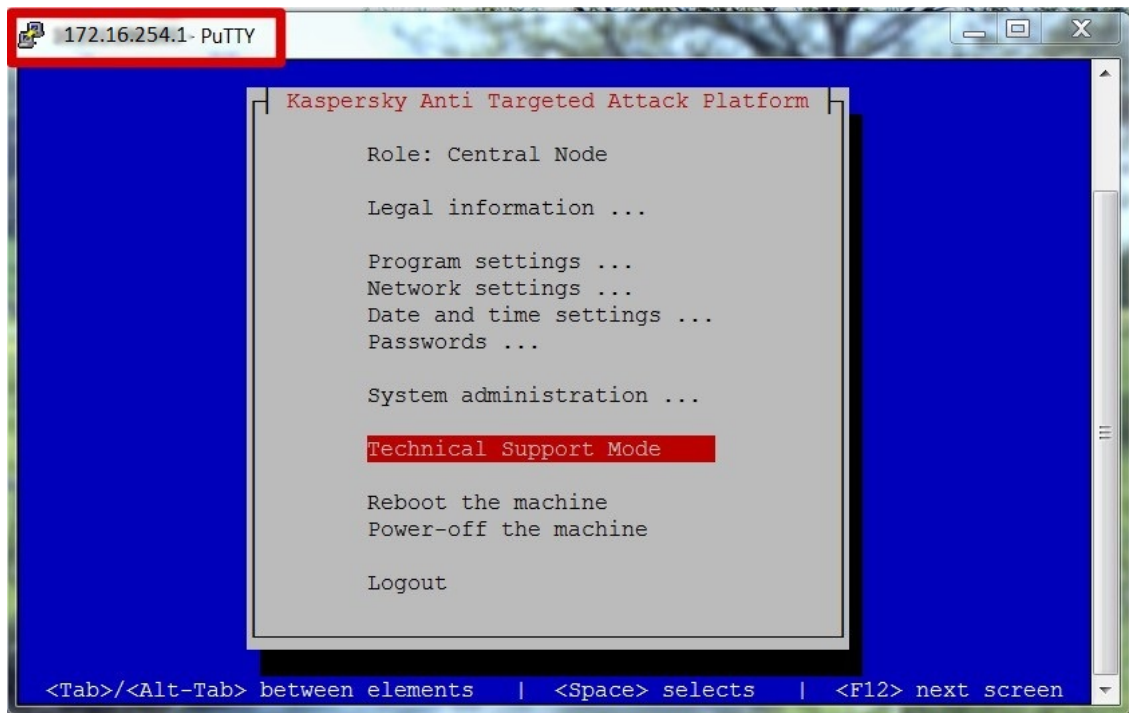 172.16.254.1 - PuTTY
Kaspersky Anti Targeted Attack Platform
Role: Central Node
Legal information ...
Program settings ...
Network settings ...
Date and time settings ...
Passwords ...
System administration ...
Technical Support Mode
Reboot the machine
Power-off the machine
Logout
<Tab>/<Alt-Tab> between elements | <Space> selects | <F12> next screen